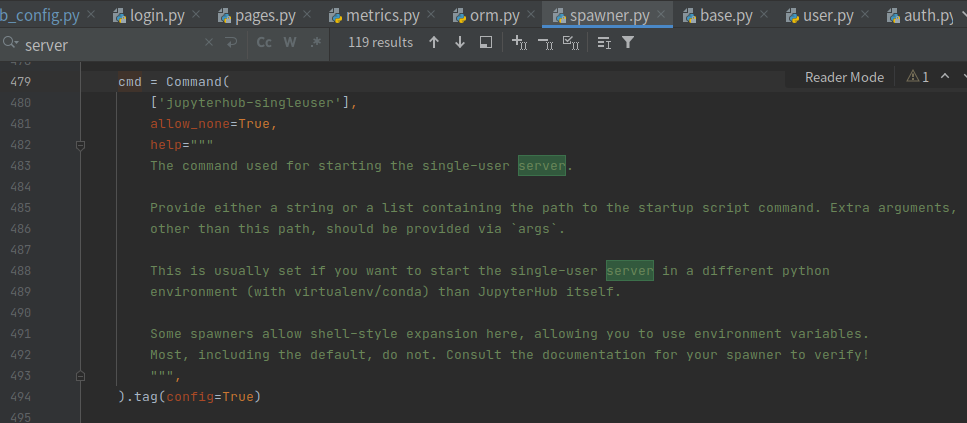 b_config.py login.py pages.py metrics.py orm.py spawner.py base.py user.py auth.py
server Cc W .* 119 results
479 cmd = Command( Reader Mode 1
480 ['jupyterhub-singleuser'],
481 allow_none=True,
482 help="""
483 The command used for starting the single-user server.
484
485 Provide either a string or a list containing the path to the startup script command. Extra arguments,
486 other than this path, should be provided via `args`.
487
488 This is usually set if you want to start the single-user server in a different python
489 environment (with virtualenv/conda) than JupyterHub itself.
490
491 Some spawners allow shell-style expansion here, allowing you to use environment variables.
492 Most, including the default, do not. Consult the documentation for your spawner to verify!
493 """,
494 ).tag(config=True)
495